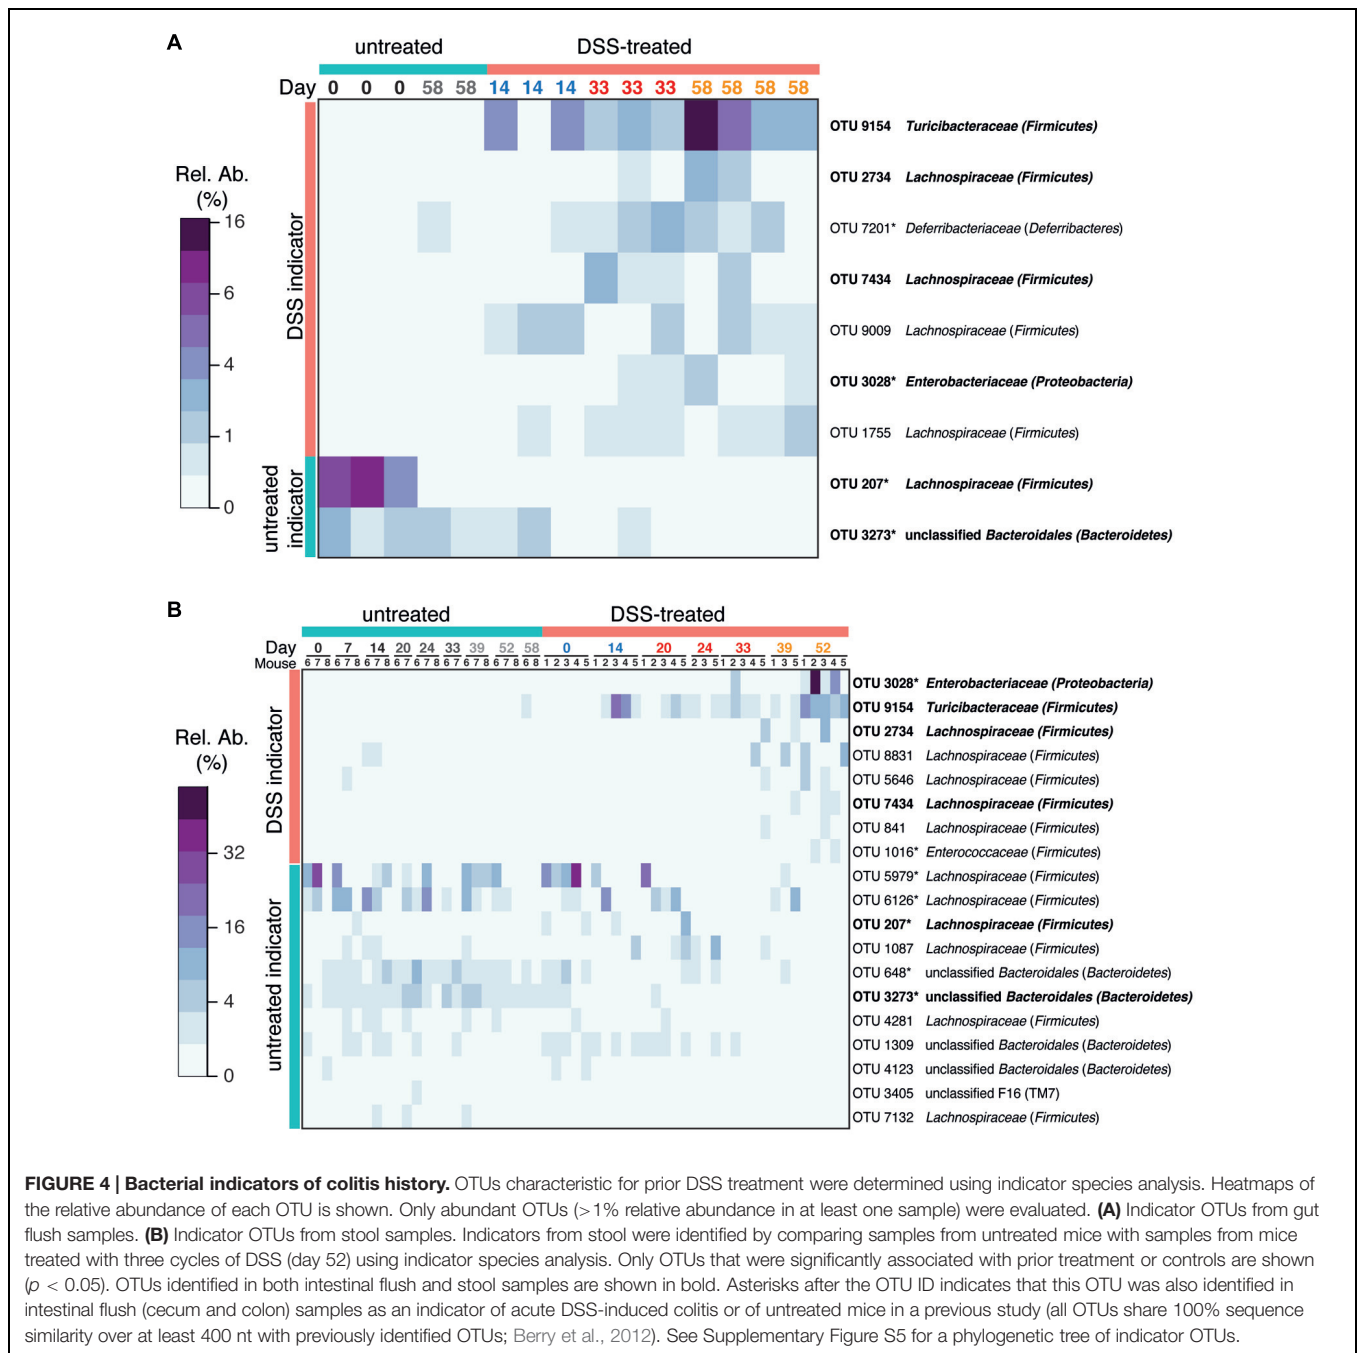 A
untreated DSS-treated
Day 0 0 0 58 58 14 14 14 33 33 33 58 58 58 58
OTU 9154 Turicibacteraceae (Firmicutes)
Rel. Ab.
(%)
OTU 2734 Lachnospiraceae (Firmicutes)
16
6
4
1
0
DSS indicator
OTU 7201* Deferribacteriaceae (Deferribacteres)
OTU 7434 Lachnospiraceae (Firmicutes)
OTU 9009 Lachnospiraceae (Firmicutes)
OTU 3028* Enterobacteriaceae (Proteobacteria)
OTU 1755 Lachnospiraceae (Firmicutes)
untreated
indicator
OTU 207* Lachnospiraceae (Firmicutes)
OTU 3273* unclassified Bacteroidales (Bacteroidetes)
B
untreated DSS-treated
Day 0 7 14 20 24 33 39 52 58 0 14 20 24 33 39 52
Mouse
OTU 3028* Enterobacteriaceae (Proteobacteria)
OTU 9154 Turicibacteraceae (Firmicutes)
OTU 2734 Lachnospiraceae (Firmicutes)
Rel. Ab.
(%)
32
16
4
0
DSS indicator
OTU 8831 Lachnospiraceae (Firmicutes)
OTU 5646 Lachnospiraceae (Firmicutes)
OTU 7434 Lachnospiraceae (Firmicutes)
OTU 841 Lachnospiraceae (Firmicutes)
OTU 1016* Enterococcaceae (Firmicutes)
untreated indicator
OTU 5979* Lachnospiraceae (Firmicutes)
OTU 6126* Lachnospiraceae (Firmicutes)
OTU 207* Lachnospiraceae (Firmicutes)
OTU 1087 Lachnospiraceae (Firmicutes)
OTU 648* unclassified Bacteroidales (Bacteroidetes)
OTU 3273* unclassified Bacteroidales (Bacteroidetes)
OTU 4281 Lachnospiraceae (Firmicutes)
OTU 1309 unclassified Bacteroidales (Bacteroidetes)
OTU 4123 unclassified Bacteroidales (Bacteroidetes)
OTU 3405 unclassified F16 (TM7)
OTU 7132 Lachnospiraceae (Firmicutes)
FIGURE 4 | Bacterial indicators of colitis history. OTUs characteristic for prior DSS treatment were determined using indicator species analysis. Heatmaps of
the relative abundance of each OTU is shown. Only abundant OTUs (>1% relative abundance in at least one sample) were evaluated. (A) Indicator OTUs from gut
flush samples. (B) Indicator OTUs from stool samples. Indicators from stool were identified by comparing samples from untreated mice with samples from mice
treated with three cycles of DSS (day 52) using indicator species analysis. Only OTUs that were significantly associated with prior treatment or controls are shown
(p < 0.05). OTUs identified in both intestinal flush and stool samples are shown in bold. Asterisks after the OTU ID indicates that this OTU was also identified in
intestinal flush (cecum and colon) samples as an indicator of acute DSS-induced colitis or of untreated mice in a previous study (all OTUs share 100% sequence
similarity over at least 400 nt with previously identified OTUs; Berry et al., 2012). See Supplementary Figure S5 for a phylogenetic tree of indicator OTUs.